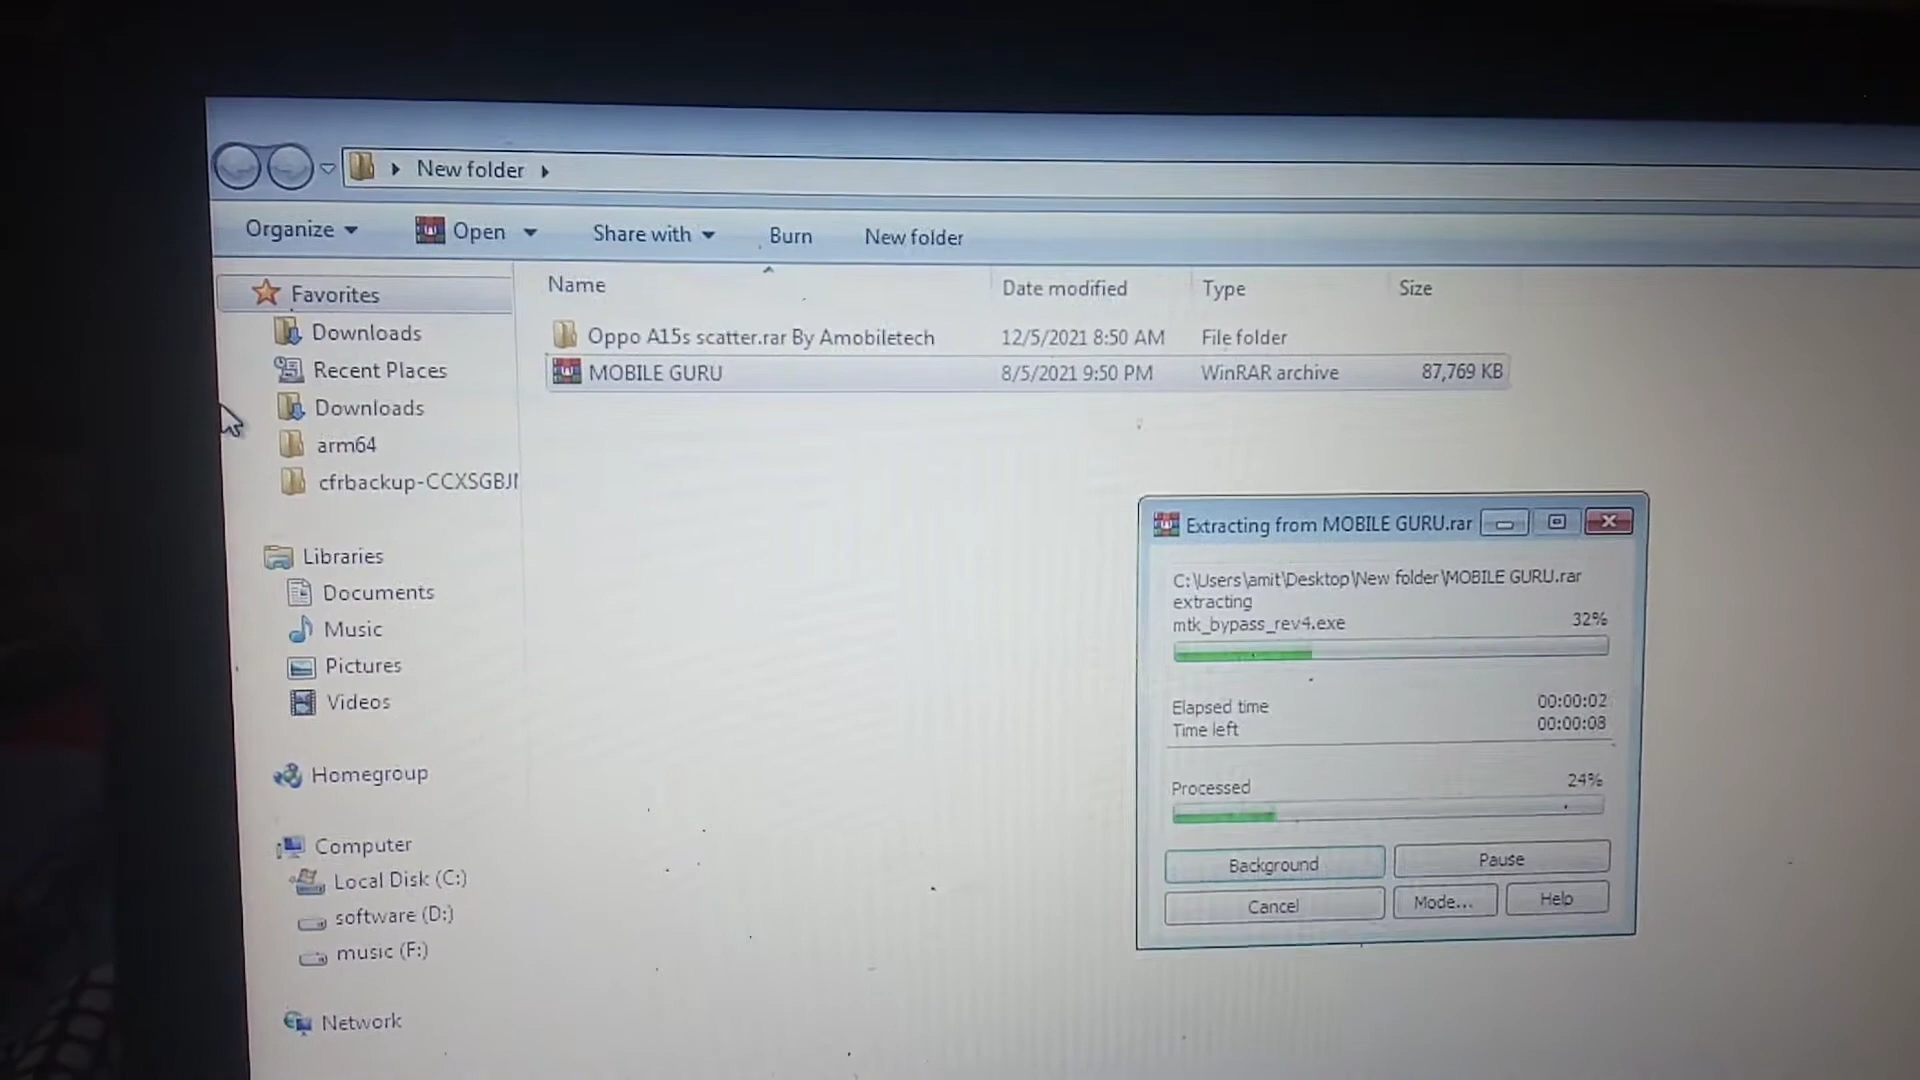 New folder
Organize
Open
Share with
Burn
New folder
Name
Date modified
Type
Size
Oppo A15s scatter.rar By Amobiletech 12/5/2021 8:50 AM File folder
MOBILE GURU 8/5/2021 9:50 PM WinRAR archive 87,769 KB
Favorites
Downloads
Recent Places
Downloads
arm64
cfrbackup-CCXSGBJI
Libraries
Documents
Music
Pictures
Videos
Homegroup
Computer
Local Disk (C:)
software (D:)
music (F:)
Network
Extracting from MOBILE GURU.rar
C:\Users\amit\Desktop\New folder\MOBILE GURU.rar
extracting
mtk_bypass_rev4.exe 32%
Elapsed time 00:00:02
Time left 00:00:08
Processed 24%
Background
Pause
Cancel
Mode...
Help